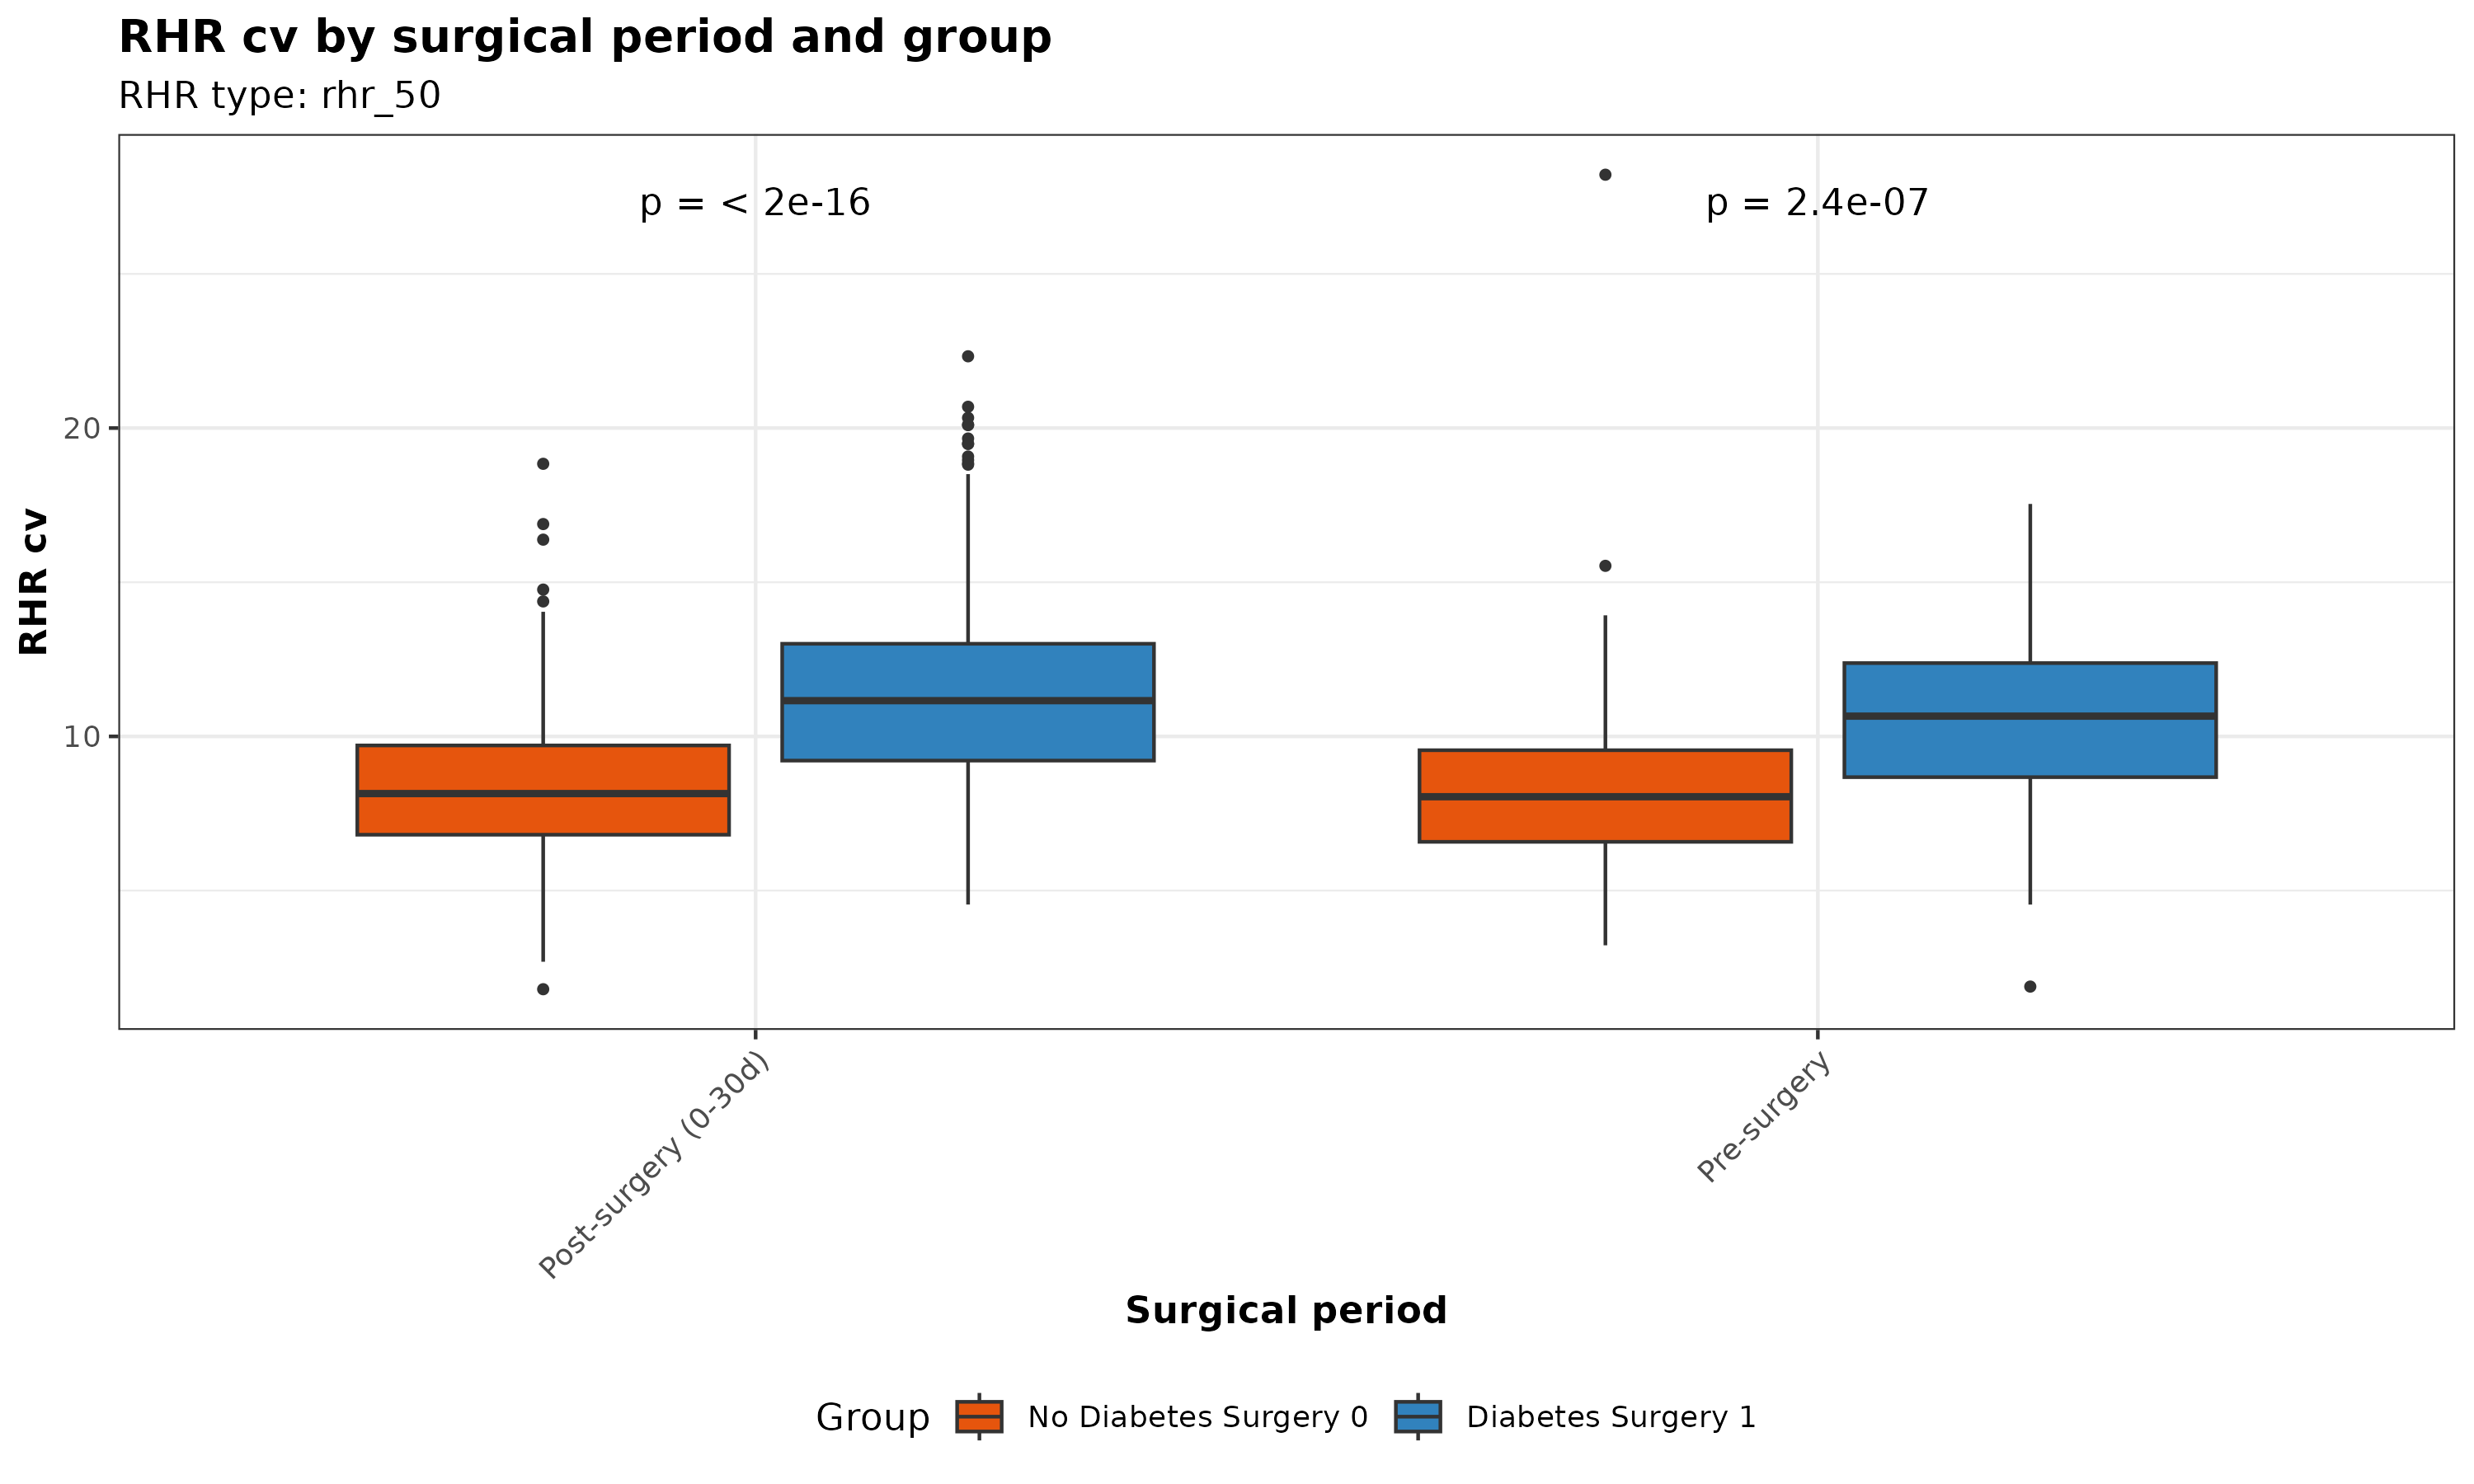 RHR cv by surgical period and group
RHR type: rhr_50
p = < 2e-16
p = 2.4e-07
RHR cv
20
10
Post-surgery (0-30d)
Pre-surgery
Surgical period
Group No Diabetes Surgery 0 Diabetes Surgery 1